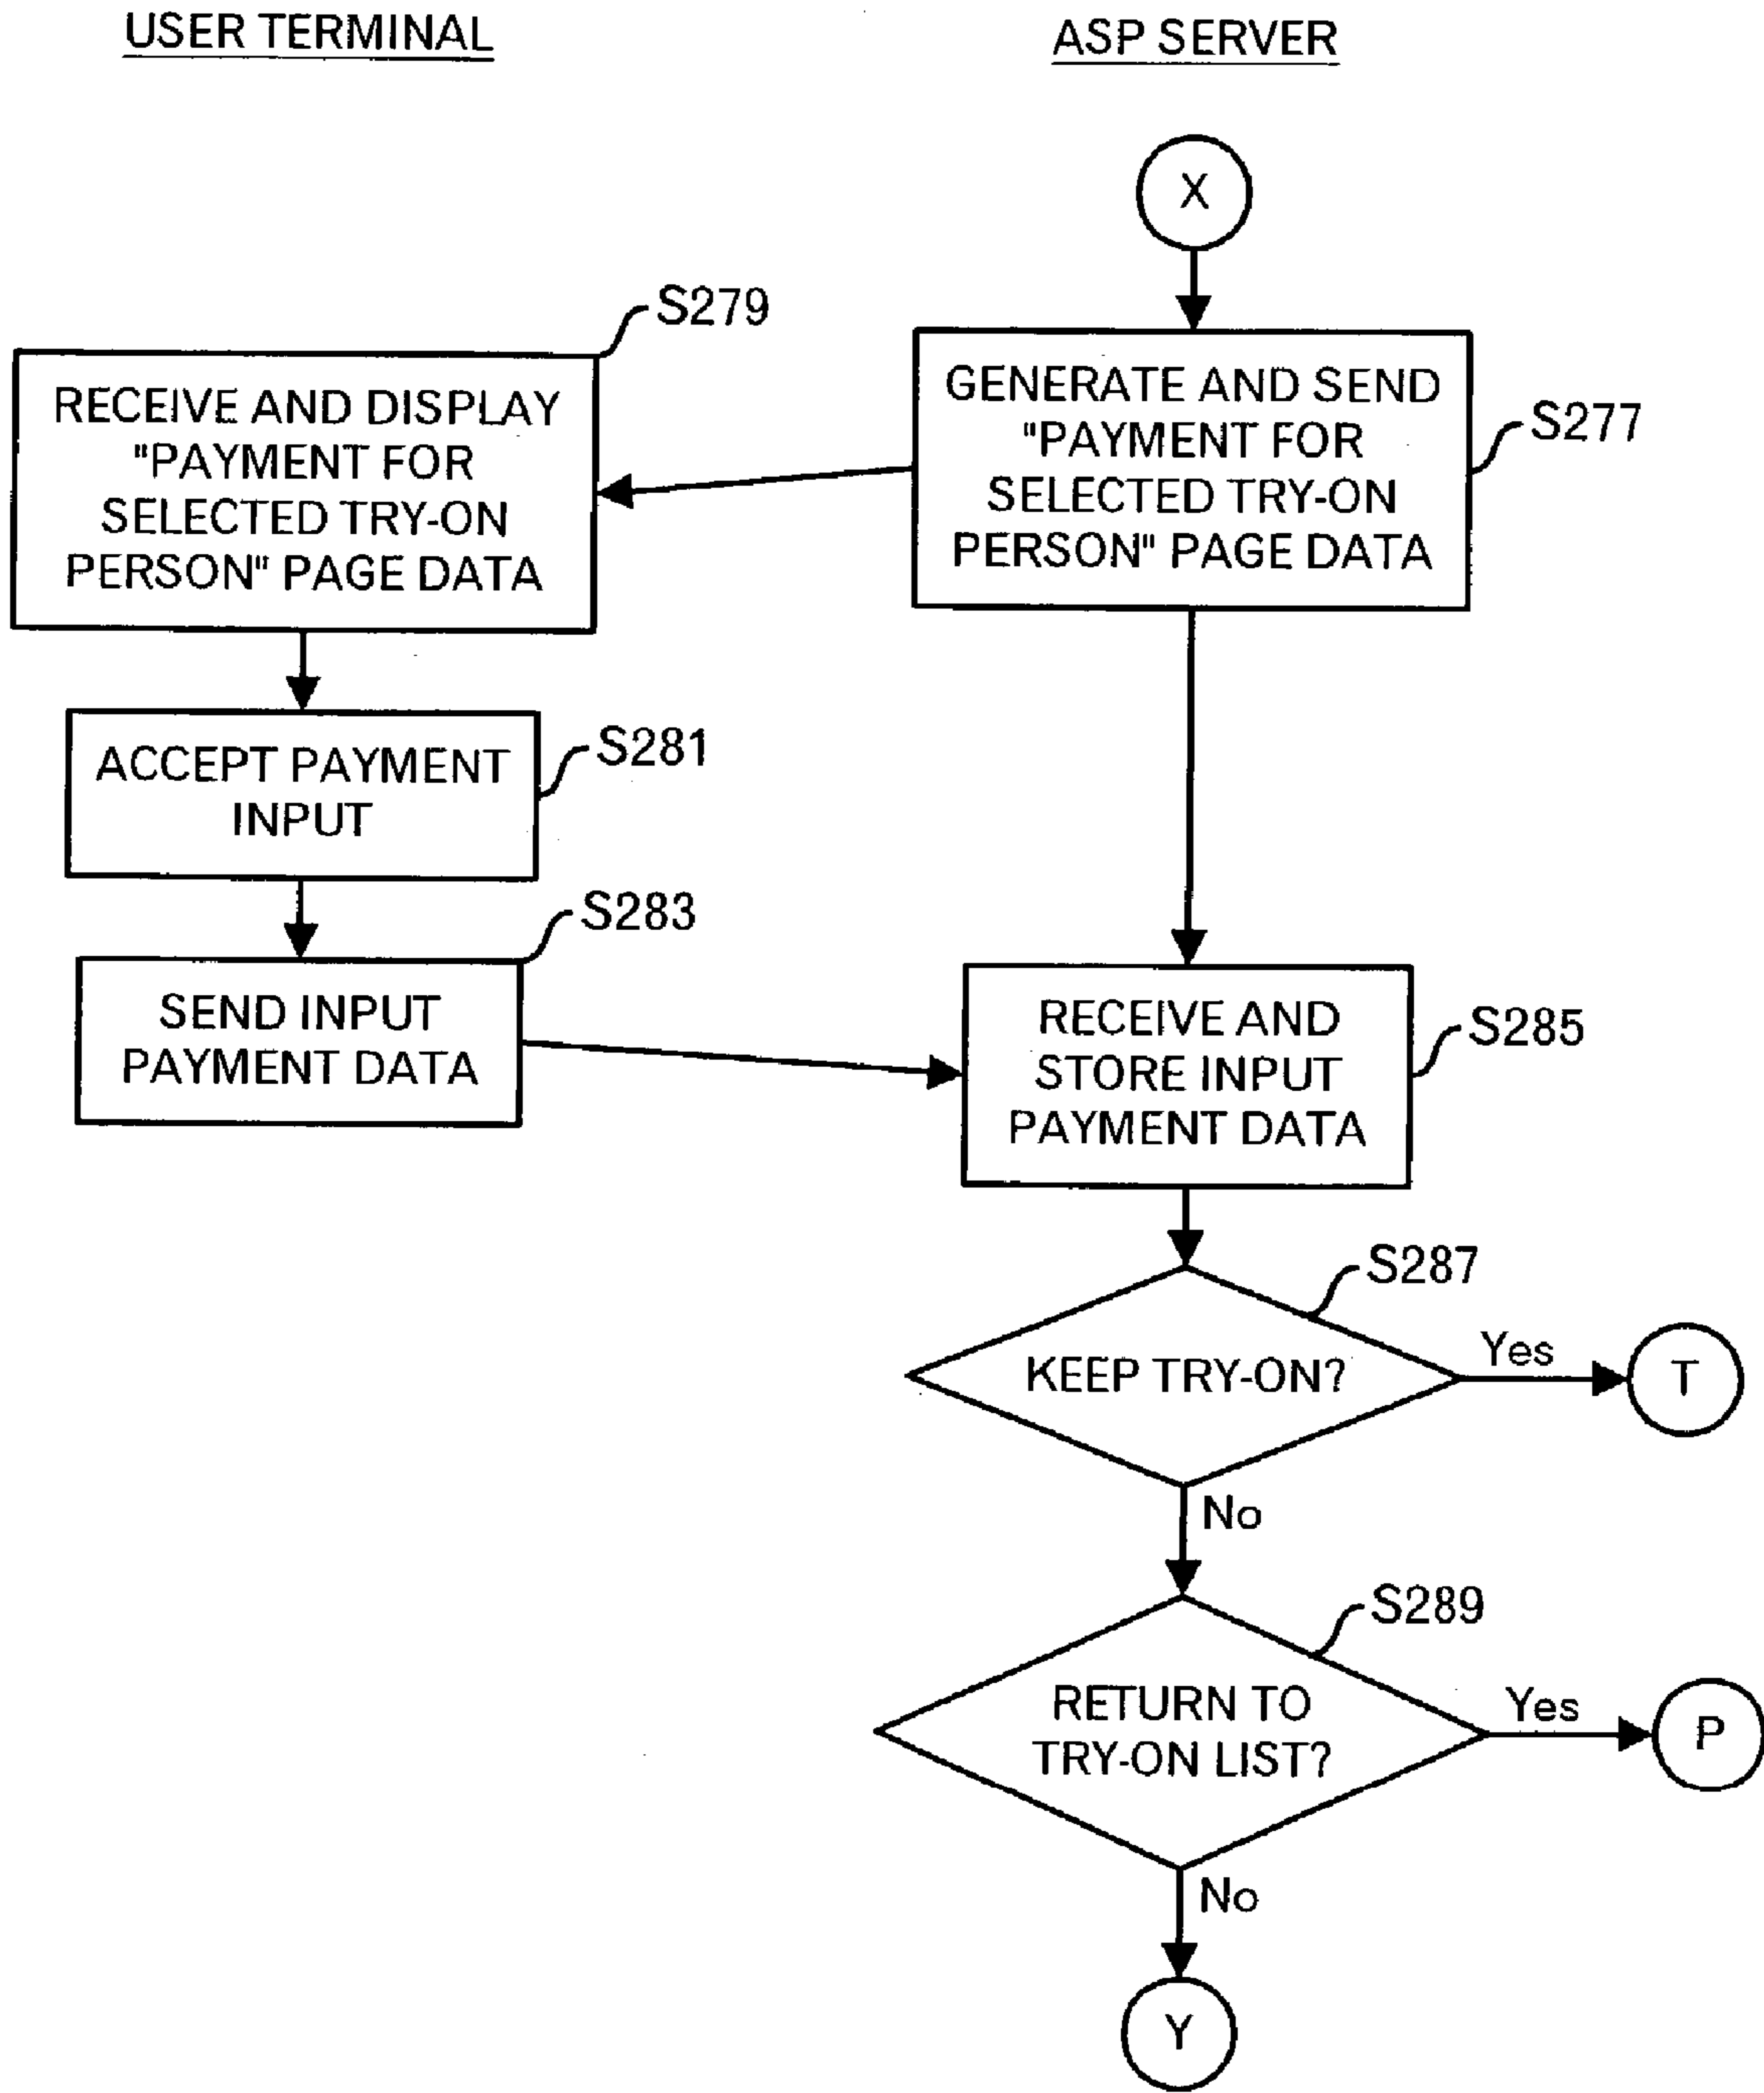 USER TERMINAL
ASP SERVER
X
S279
RECEIVE AND DISPLAY
"PAYMENT FOR
SELECTED TRY-ON
PERSON" PAGE DATA
GENERATE AND SEND
"PAYMENT FOR
SELECTED TRY-ON
PERSON" PAGE DATA
S277
ACCEPT PAYMENT
INPUT
S281
S283
SEND INPUT
PAYMENT DATA
RECEIVE AND
STORE INPUT
PAYMENT DATA
S285
S287
KEEP TRY-ON?
Yes
T
No
S289
RETURN TO
TRY-ON LIST?
Yes
P
No
Y